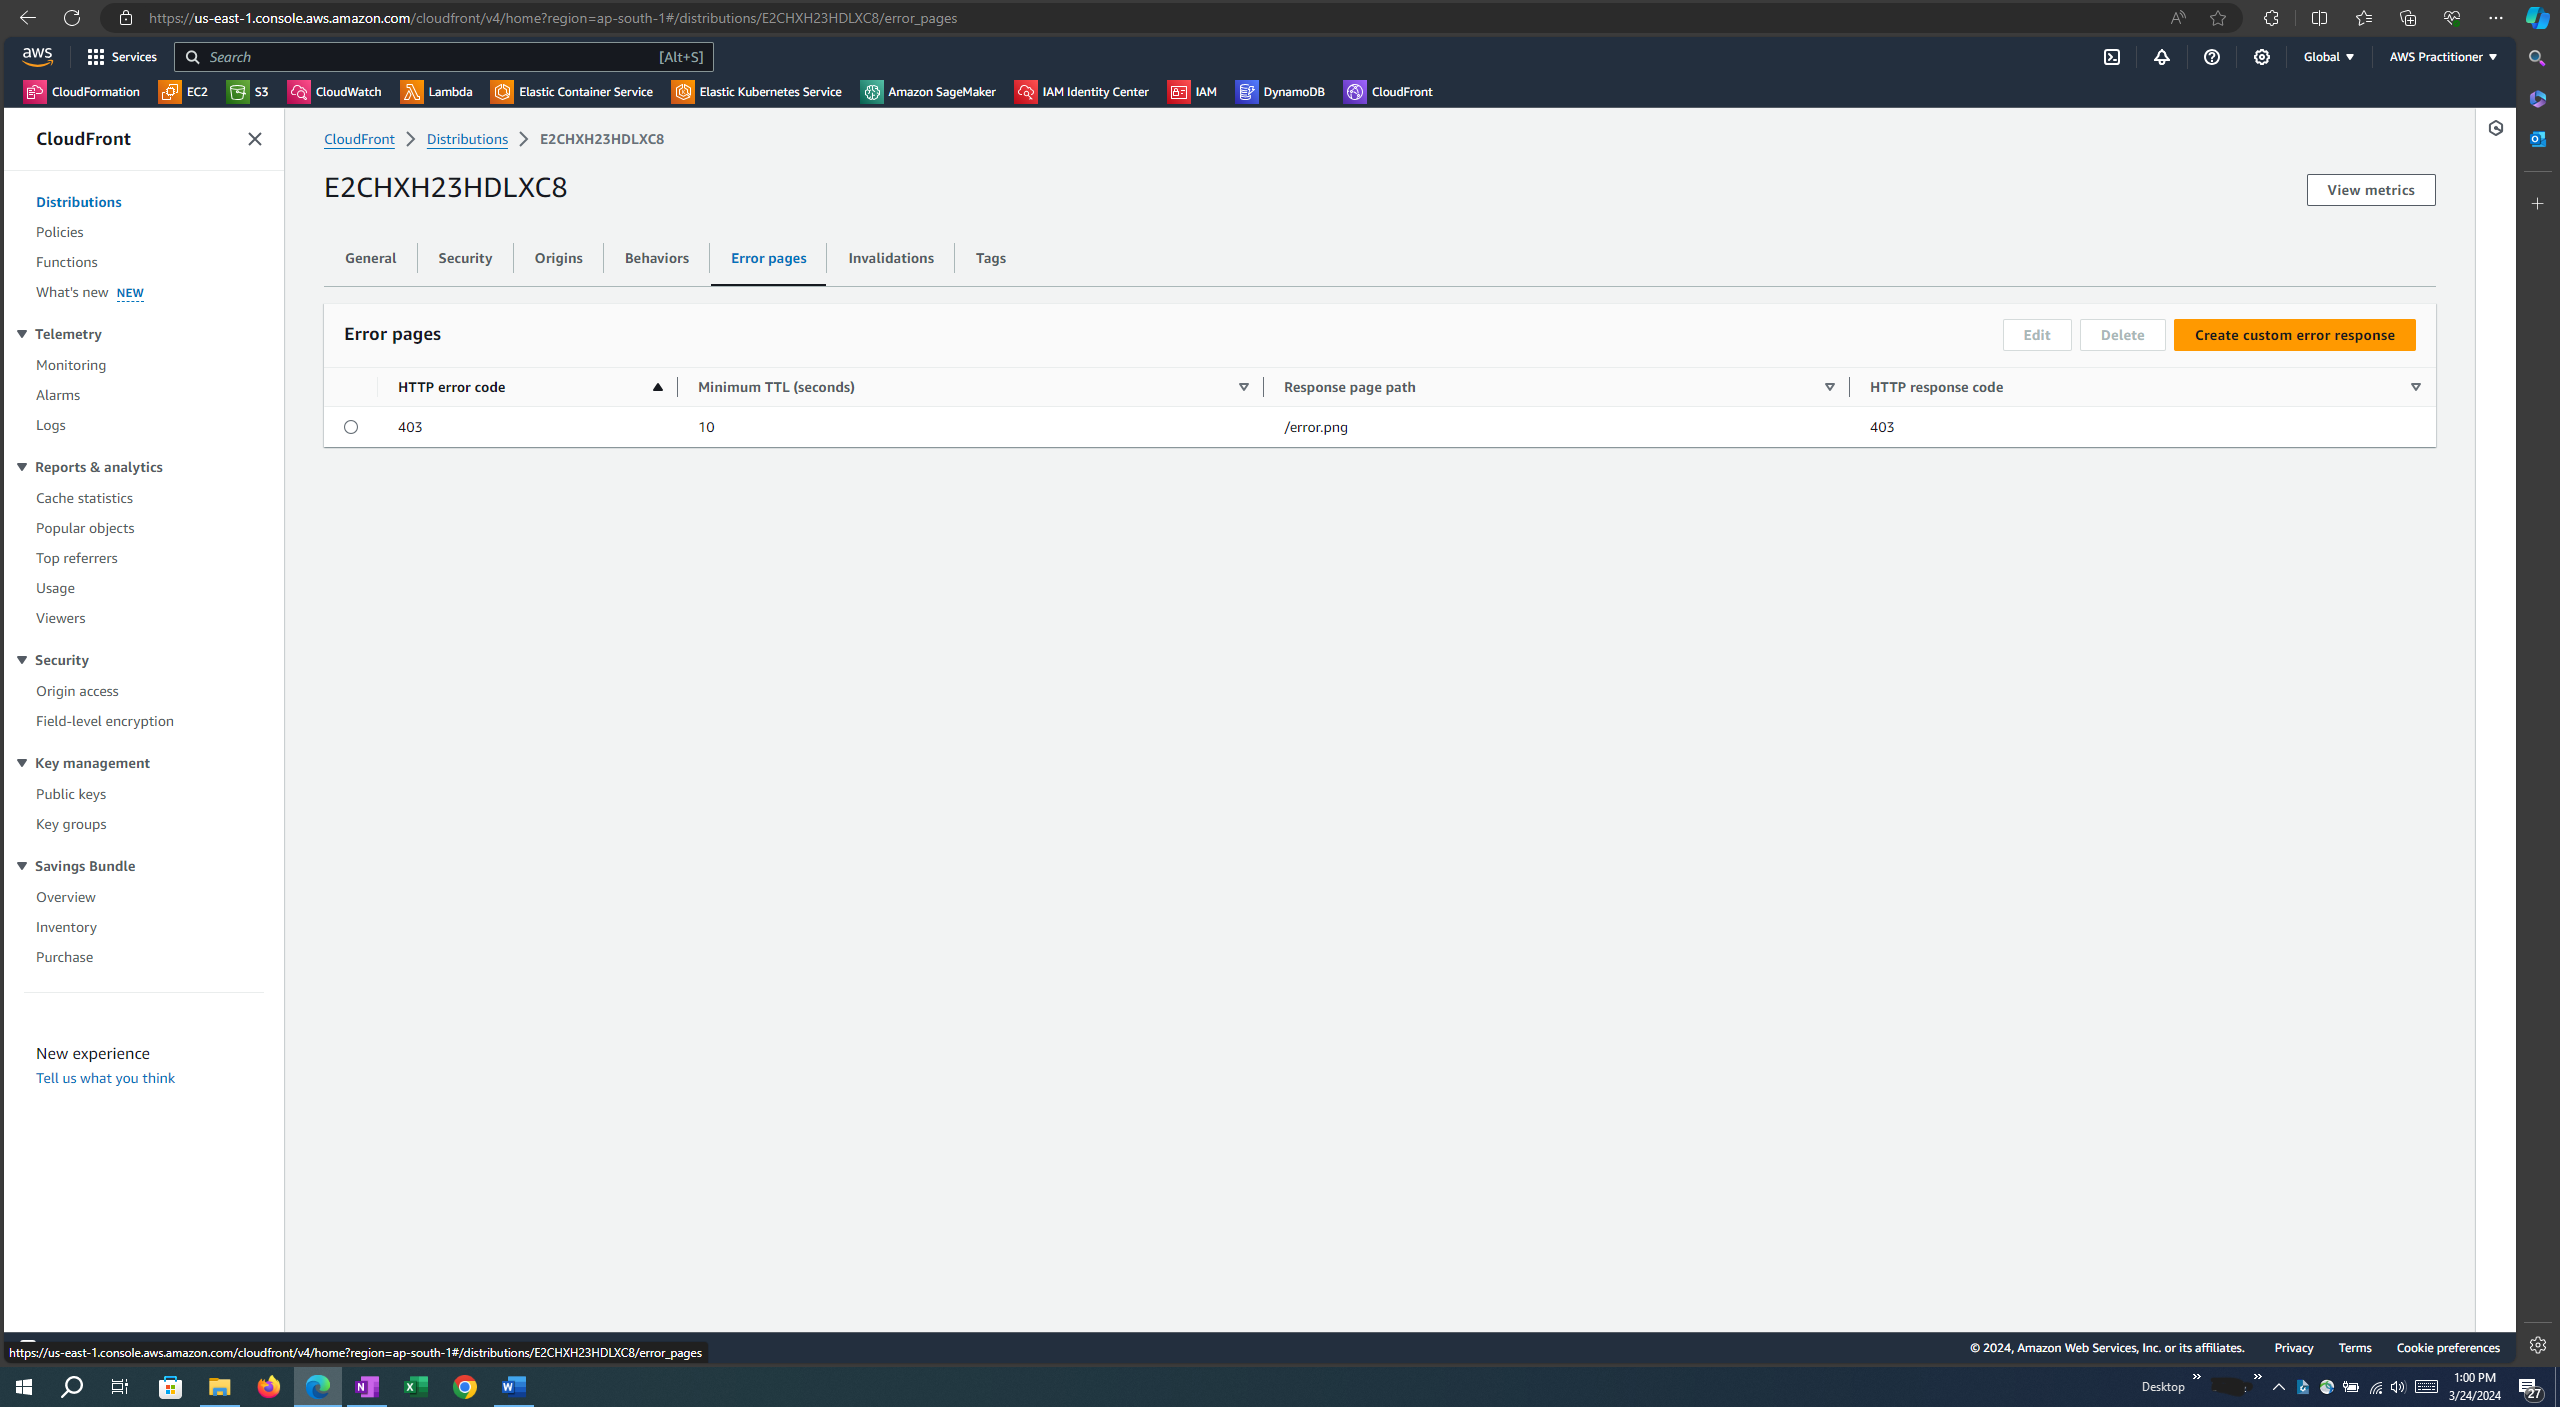 https://us-east-1.console.aws.amazon.com/cloudfront/v4/home?region=ap-south-1#/distributions/E2CHXH23HDLXC8/error_pages
aws Services Search [Alt+S] Global AWS Practitioner
CloudFormation EC2 S3 CloudWatch Lambda Elastic Container Service Elastic Kubernetes Service Amazon SageMaker IAM Identity Center IAM DynamoDB CloudFront
CloudFront
Distributions
Policies
Functions
What's new NEW
Telemetry
Monitoring
Alarms
Logs
Reports & analytics
Cache statistics
Popular objects
Top referrers
Usage
Viewers
Security
Origin access
Field-level encryption
Key management
Public keys
Key groups
Savings Bundle
Overview
Inventory
Purchase
New experience
Tell us what you think
CloudFront Distributions E2CHXH23HDLXC8
E2CHXH23HDLXC8
View metrics
General Security Origins Behaviors Error pages Invalidations Tags
Error pages Edit Delete Create custom error response
HTTP error code Minimum TTL (seconds) Response page path HTTP response code
403 10 /error.png 403
https://us-east-1.console.aws.amazon.com/cloudfront/v4/home?region=ap-south-1#/distributions/E2CHXH23HDLXC8/error_pages
© 2024, Amazon Web Services, Inc. or its affiliates. Privacy Terms Cookie preferences
Desktop
1:00 PM
3/24/2024
27